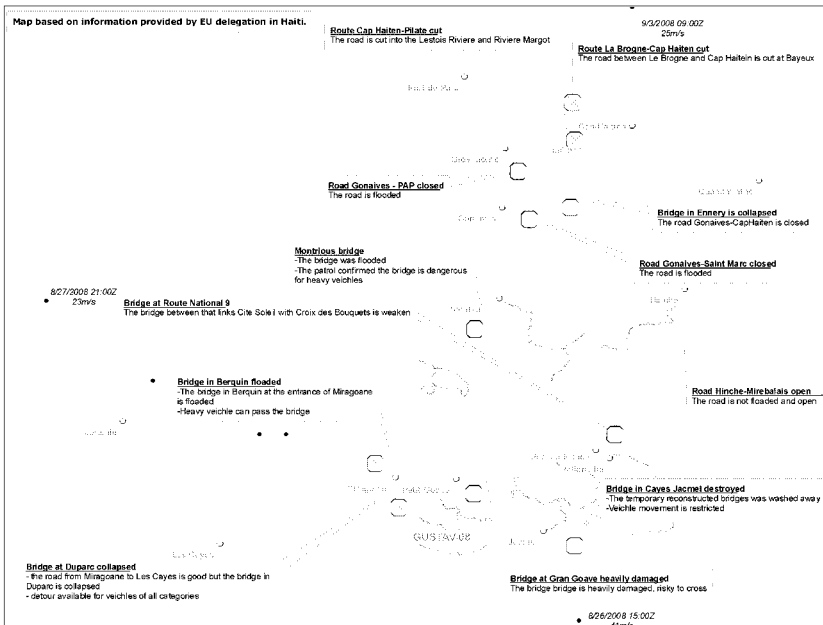 Map based on information provided by EU delegation in Haiti.
9/3/2008 09:00Z
25m/s
Route Cap Haiten-Pilate cut
The road is cut into the Lestois Riviere and Riviere Margot
Route La Brogne-Cap Haiten cut
The road between Le Brogne and Cap Haitein is cut at Bayeux
Road Gonaives - PAP closed
The road is flooded
Bridge in Ennery is collapsed
The road Gonaives-CapHaiten is closed
Montrious bridge
-The bridge was flooded
-The patrol confirmed the bridge is dangerous
for heavy veichles
Road Gonaives-Saint Marc closed
The road is flooded
8/27/2008 21:00Z
23m/s
Bridge at Route National 9
The bridge between that links Cite Soleil with Croix des Bouquets is weaken
Bridge in Berquin floaded
-The bridge in Berquin at the entrance of Miragoane
is floaded
-Heavy veichle can pass the bridge
Road Hinche-Mirebalais open
The road is not floaded and open
Bridge in Cayes Jacmel destroyed
-The temporary reconstructed bridges was washed away
-Veichle movement is restricted
GUSTAV-08
Les Cayes
Bridge at Duparc collapsed
- the road from Miragoane to Les Cayes is good but the bridge in
Duparc is collapsed
- detour available for veichles of all categories
Bridge at Gran Goave heavily damaged
The bridge bridge is heavily damaged, risky to cross
8/26/2008 15:00Z